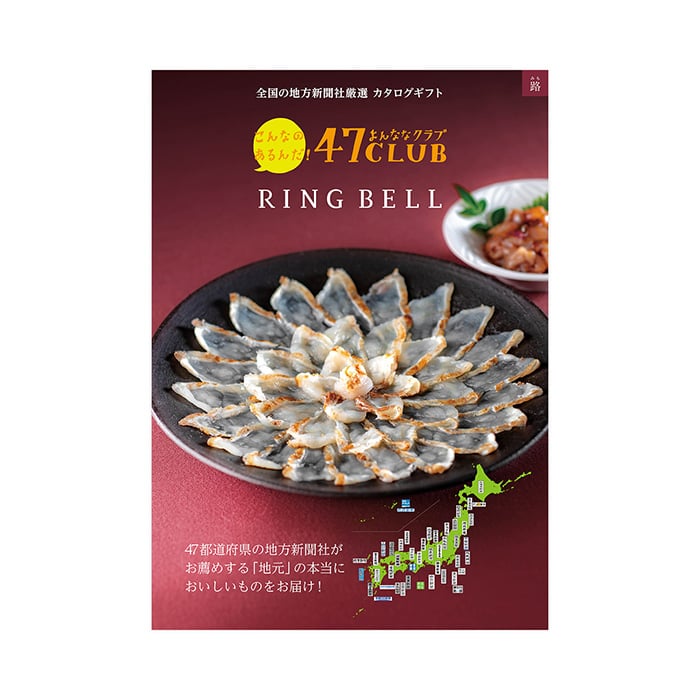 みち
路
全国の地方新聞社厳選 カタログギフト
こんなの
あるんだ!
よんななクラブ
47CLUB
RING BELL
47都道府県の地方新聞社が
お薦めする「地元」の本当に
おいしいものをお届け!